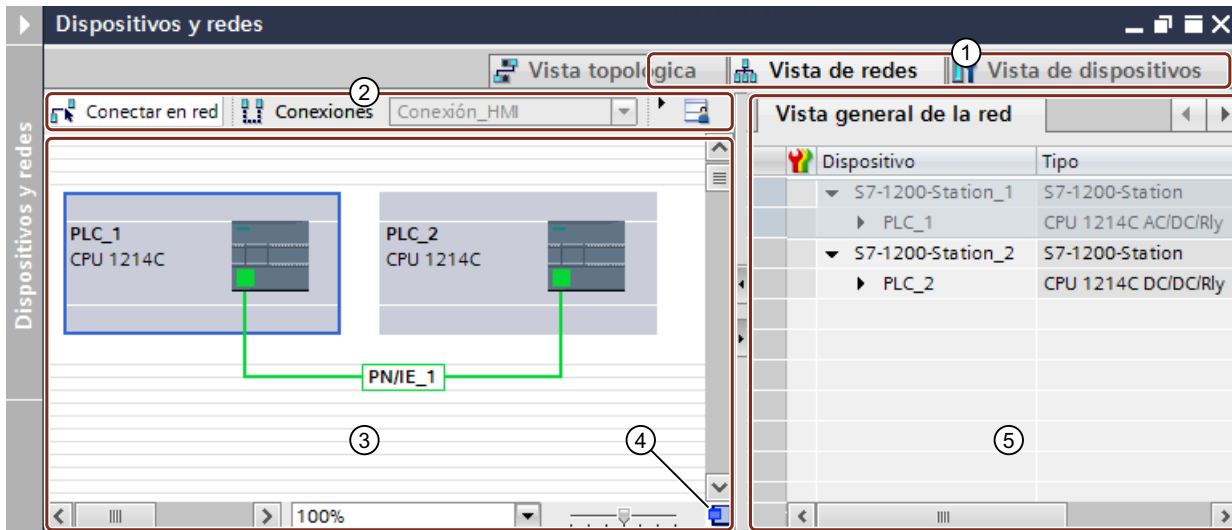 Dispositivos y redes
1
Vista topológica Vista de redes Vista de dispositivos
2
Conectar en red Conexiones Conexión_HMI
Vista general de la red
Dispositivos y redes
Dispositivo Tipo
S7-1200-Station_1 S7-1200-Station
PLC_1 CPU 1214C AC/DC/Rly
S7-1200-Station_2 S7-1200-Station
PLC_2 CPU 1214C DC/DC/Rly
PLC_1
CPU 1214C
PLC_2
CPU 1214C
PN/IE_1
3
4
5
100%